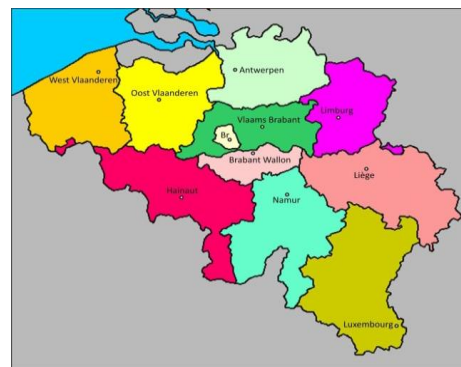 Antwerpen
West Vlaanderen
Oost Vlaanderen
Limburg
Vlaams Brabant
Br.
Brabant Wallon
Liège
Hainaut
Namur
Luxembourg